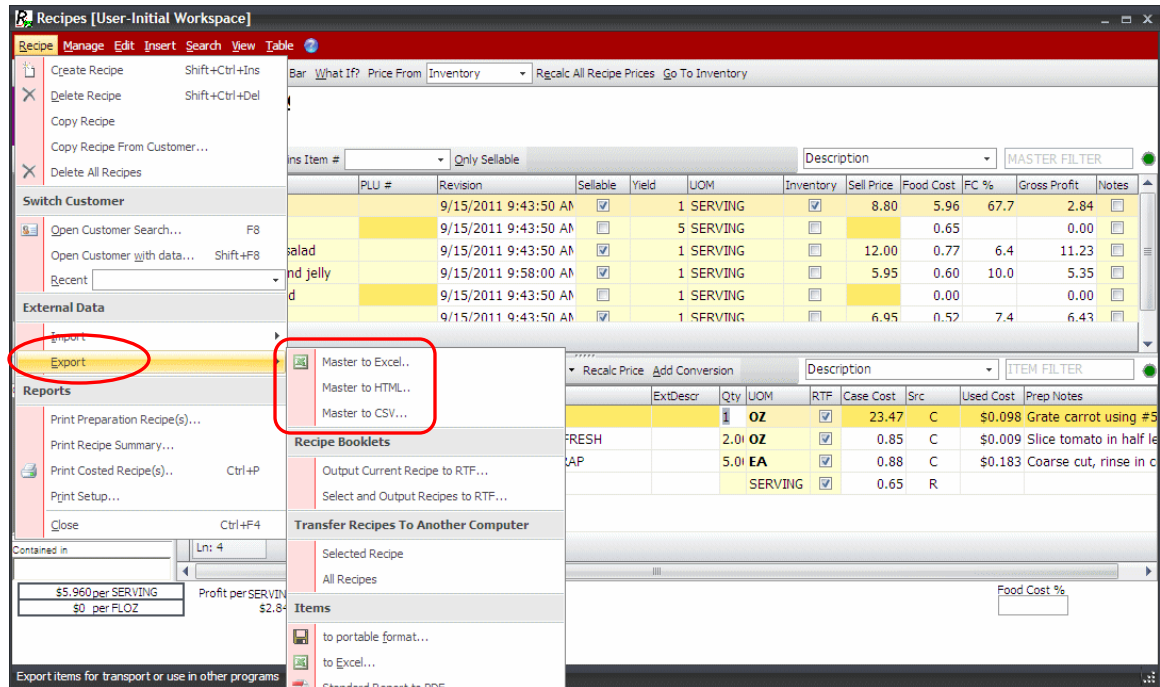 Recipes [User-Initial Workspace]
Recipe Manage Edit Insert Search View Table
Create Recipe Shift+Ctrl+Ins
Delete Recipe Shift+Ctrl+Del
Copy Recipe
Copy Recipe From Customer...
Delete All Recipes
Switch Customer
Open Customer Search... F8
Open Customer with data... Shift+F8
Recent
External Data
Import
Export
Reports
Print Preparation Recipe(s)...
Print Recipe Summary...
Print Costed Recipe(s).. Ctrl+P
Print Setup...
Close Ctrl+F4
Bar What If? Price From Inventory Recalc All Recipe Prices Go To Inventory
Item # Only Sellable Description MASTER FILTER
PLU # Revision Sellable Yield UOM Inventory Sell Price Food Cost FC % Gross Profit Notes
9/15/2011 9:43:50 1 SERVING 8.80 5.96 67.7 2.84
9/15/2011 9:43:50 5 SERVING 0.65 0.00
salad 9/15/2011 9:43:50 1 SERVING 12.00 0.77 6.4 11.23
jelly 9/15/2011 9:58:00 1 SERVING 5.95 0.60 10.0 5.35
9/15/2011 9:43:50 1 SERVING 0.00 0.00
9/15/2011 9:43:50 1 SERVING 6.95 0.52 7.4 6.43
Master to Excel..
Master to HTML..
Master to CSV...
Recipe Booklets
Output Current Recipe to RTF...
Select and Output Recipes to RTF...
Transfer Recipes To Another Computer
Selected Recipe
All Recipes
Items
to portable format...
to Excel...
Standard Report to PDF
Recalc Price Add Conversion Description ITEM FILTER
ExtDescr Qty UOM RTF Case Cost Src Used Cost Prep Notes
1 OZ 23.47 C $0.098 Grate carrot using #5
FRESH 2.0 OZ 0.85 C $0.009 Slice tomato in half
5.0 EA 0.88 C $0.183 Coarse cut, rinse in
SERVING 0.65 R
Contained in Ln: 4
$5.960 per SERVING Profit per
$0 per FLOZ
Food Cost %
Export items for transport or use in other programs